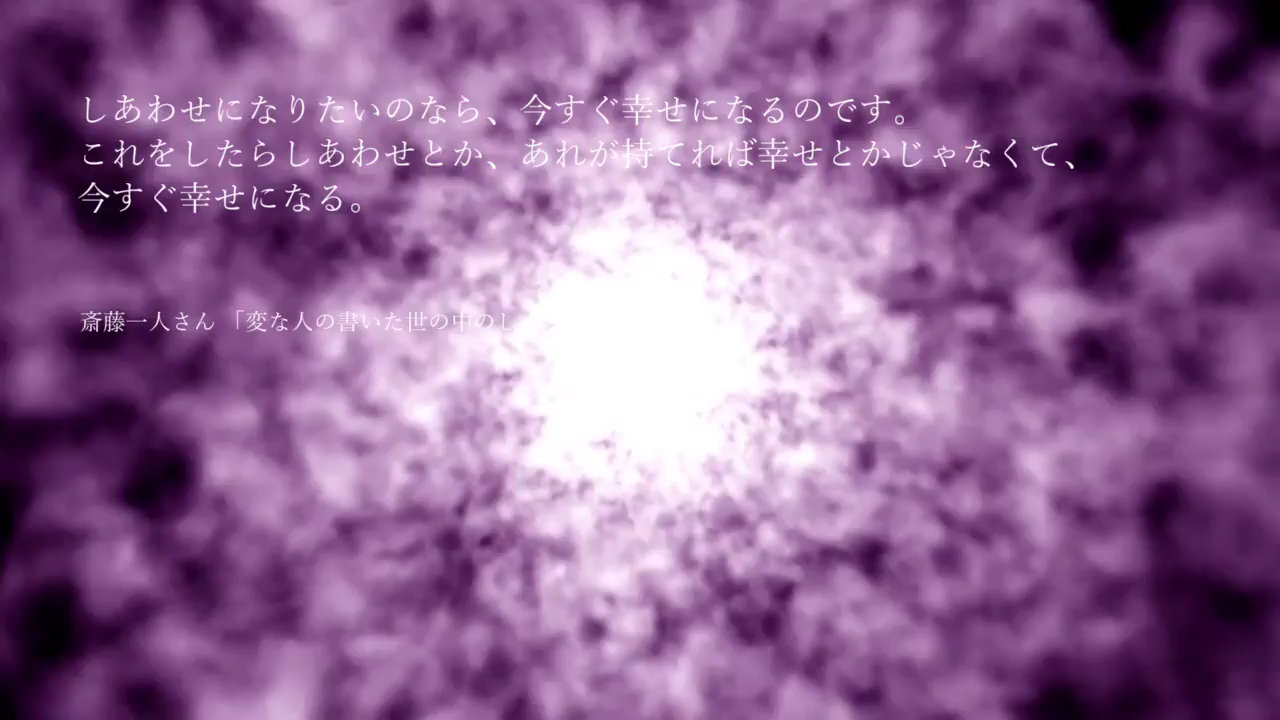 しあわせになりたいのなら、今すぐ幸せになるのです。
これをしたらしあわせとか、あれが持てれば幸せとかじゃなくて、
今すぐ幸せになる。
斎藤一人さん 「変な人の書いた世の中のし